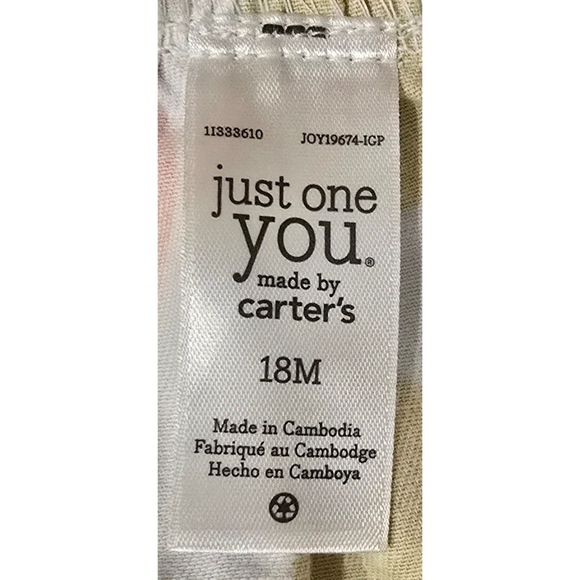 1I333610 JOY19674-IGP
just one
you®
made by
carter's
18M
Made in Cambodia
Fabriqué au Cambodge
Hecho en Camboya